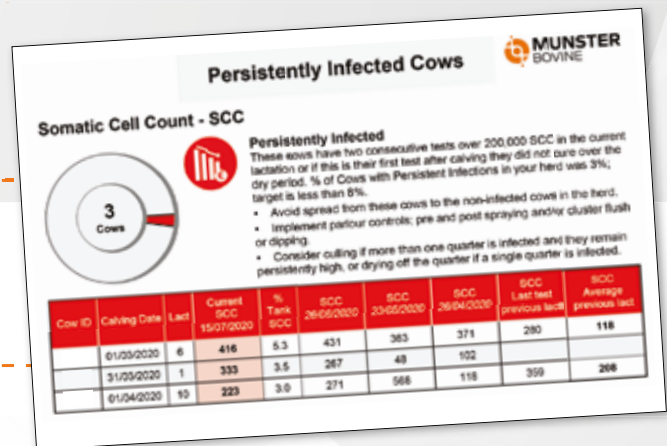 Persistently Infected Cows
MUNSTER
BOVINE
Somatic Cell Count - SCC
3
Cows
Persistently Infected
These cows have two consecutive tests over 200,000 SCC in the current
lactation or if this is their first test after calving they did not cure over the
dry period. % of Cows with Persistent Infections in your herd was 3%;
target is less than 8%.
• Avoid spread from these cows to the non-infected cows in the herd.
• Implement parlour controls; pre and post spraying and/or cluster flush
or dipping.
• Consider culling if more than one quarter is infected and they remain
persistently high, or drying off the quarter if a single quarter is infected.
Cow ID Calving Date Lact Current SCC 15/07/2020 % Tank SCC SCC 26/06/2020 SCC 23/05/2020 SCC 26/04/2020 SCC Last test previous lact SCC Average previous lact
01/03/2020 6 416 5.3 431 383 371 280 118
31/03/2020 1 333 3.5 267 48 102
01/04/2020 10 223 3.0 271 568 118 359 208